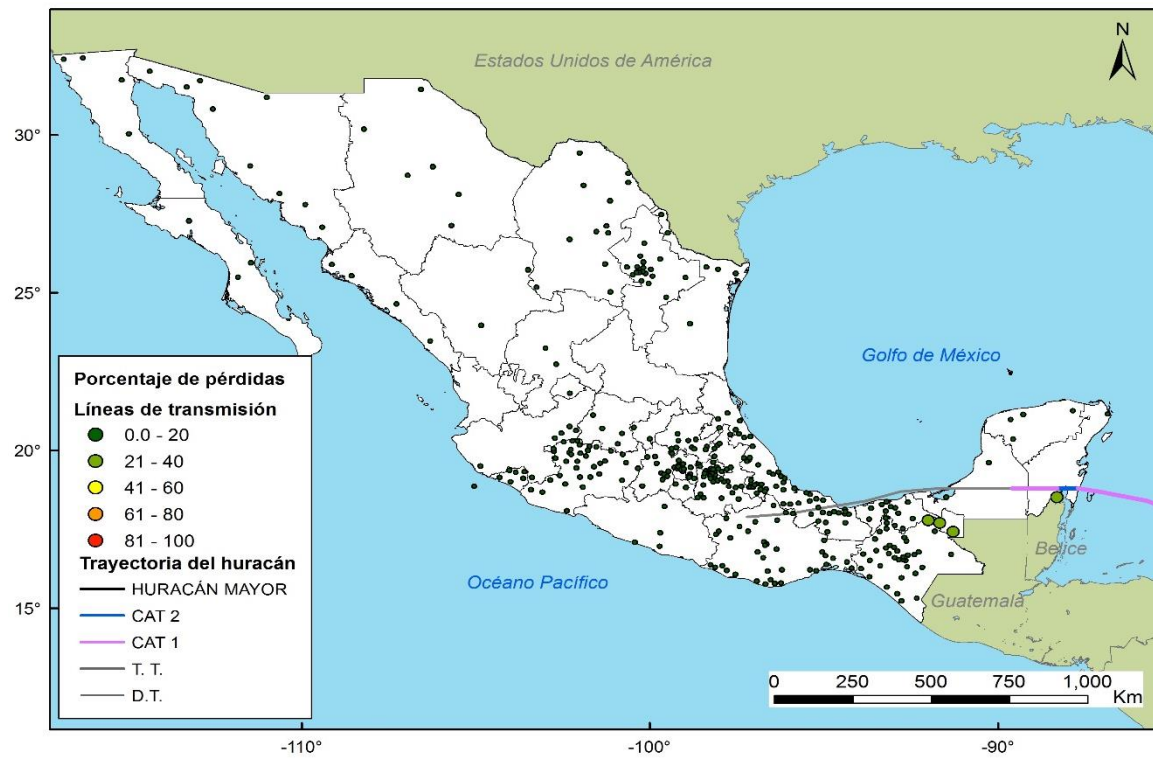 N
Estados Unidos de América
30°
25°
20°
15°
Golfo de México
Océano Pacífico
Belice
Guatemala
Porcentaje de pérdidas
Líneas de transmisión
0.0 - 20
21 - 40
41 - 60
61 - 80
81 - 100
Trayectoria del huracán
HURACÁN MAYOR
CAT 2
CAT 1
T. T.
D.T.
0 250 500 750 1,000
Km
-110° -100° -90°